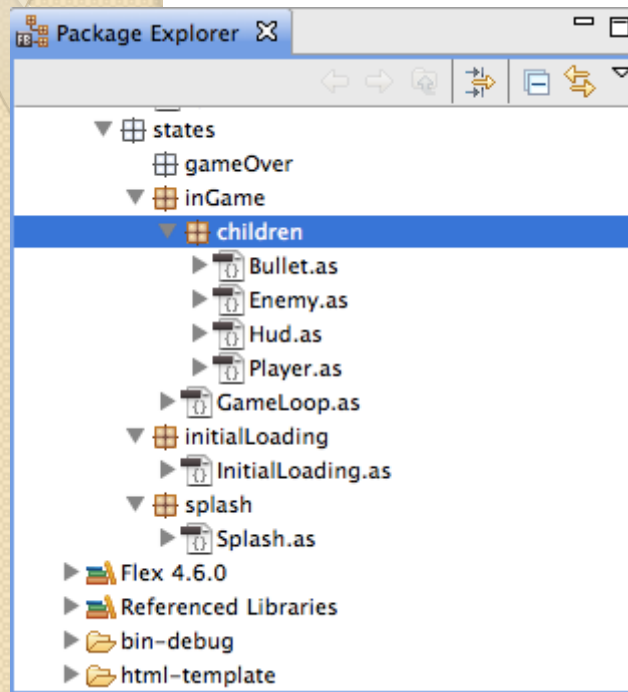 Package Explorer
states
gameOver
inGame
children
Bullet.as
Enemy.as
Hud.as
Player.as
GameLoop.as
initialLoading
InitialLoading.as
splash
Splash.as
Flex 4.6.0
Referenced Libraries
bin-debug
html-template